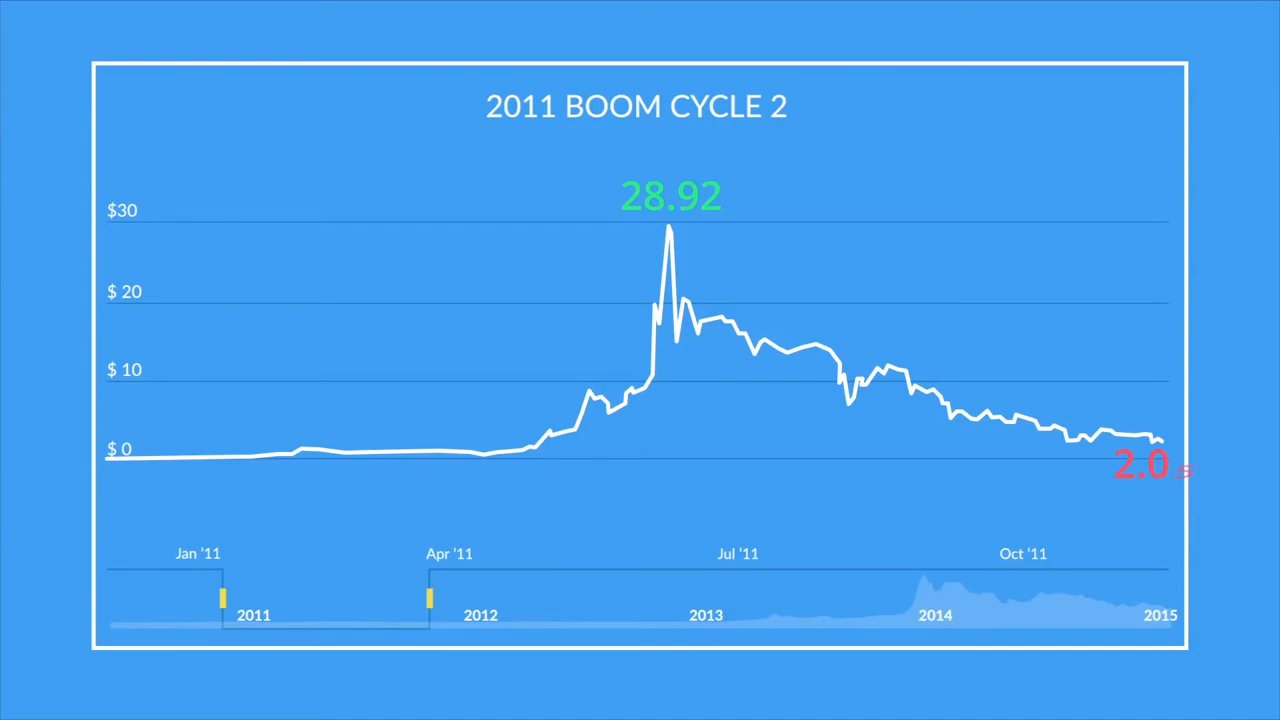 2011 BOOM CYCLE 2
28.92
$30
$ 20
$ 10
$ 0
2.0
Jan '11 Apr '11 Jul '11 Oct '11
2011 2012 2013 2014 2015